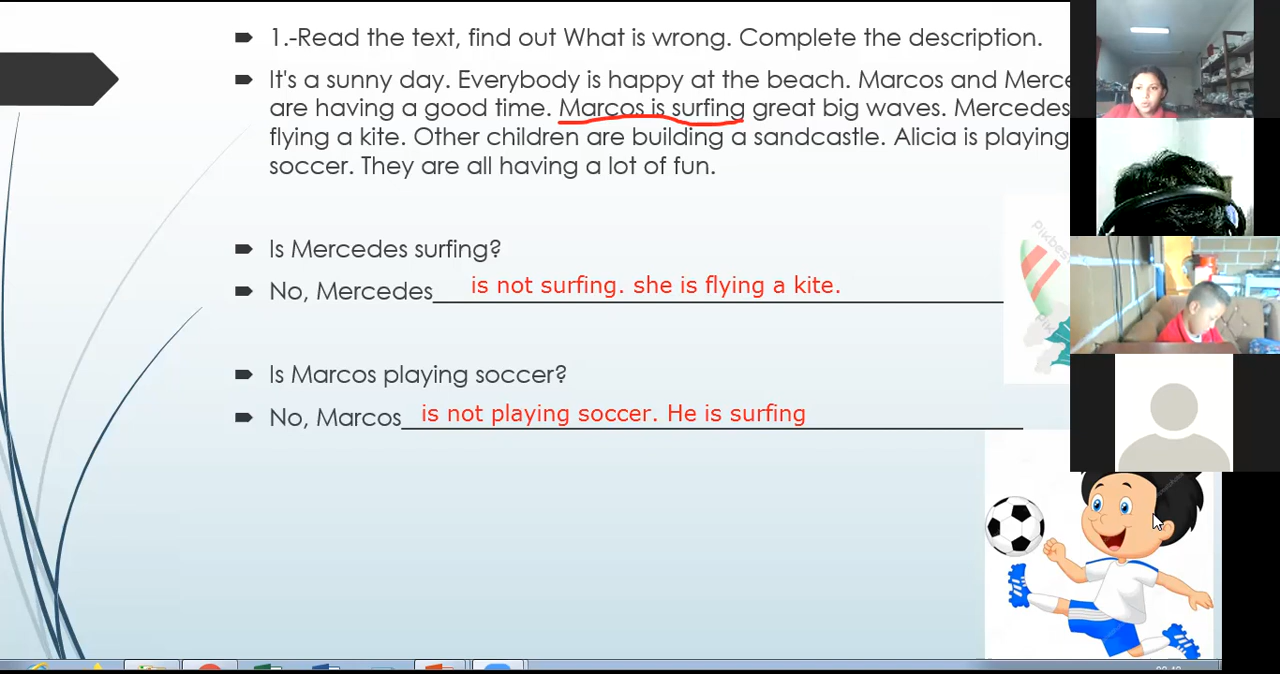 1.-Read the text, find out What is wrong. Complete the description.
It's a sunny day. Everybody is happy at the beach. Marcos and
are having a good time. Marcos is surfing great big waves. Mercedes
flying a kite. Other children are building a sandcastle. Alicia is playing
soccer. They are all having a lot of fun.
Is Mercedes surfing?
No, Mercedes is not surfing. she is flying a kite.
Is Marcos playing soccer?
No, Marcos is not playing soccer. He is surfing